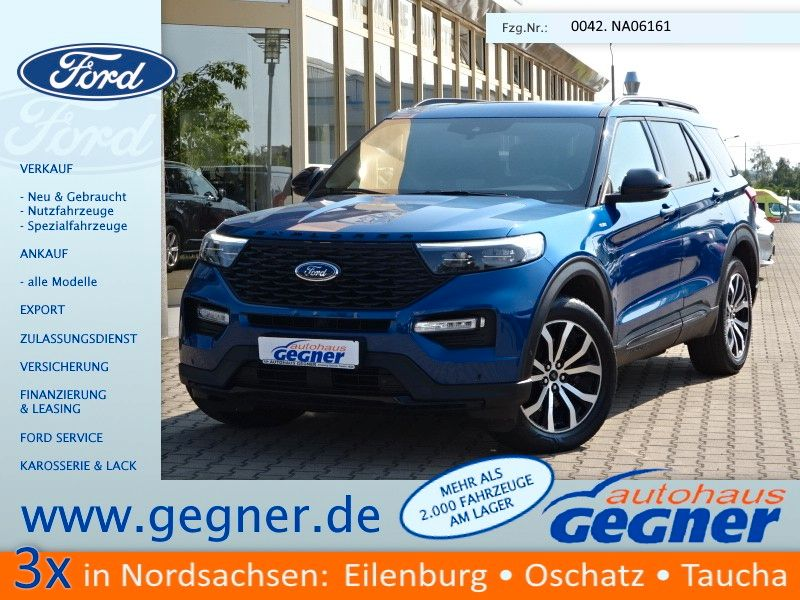 Fzg.Nr.: 0042. NA06161
Ford
Ford
VERKAUF
- Neu & Gebraucht
- Nutzfahrzeuge
- Spezialfahrzeuge
ANKAUF
- alle Modelle
EXPORT
ZULASSUNGSDIENST
VERSICHERUNG
FINANZIERUNG
& LEASING
FORD SERVICE
KAROSSERIE & LACK
Ford
autohaus
GEGNER
www.gegner.de
MEHR ALS
2.000 FAHRZEUGE
AM LAGER
autohaus
GEGNER
3x in Nordsachsen: Eilenburg • Oschatz • Taucha